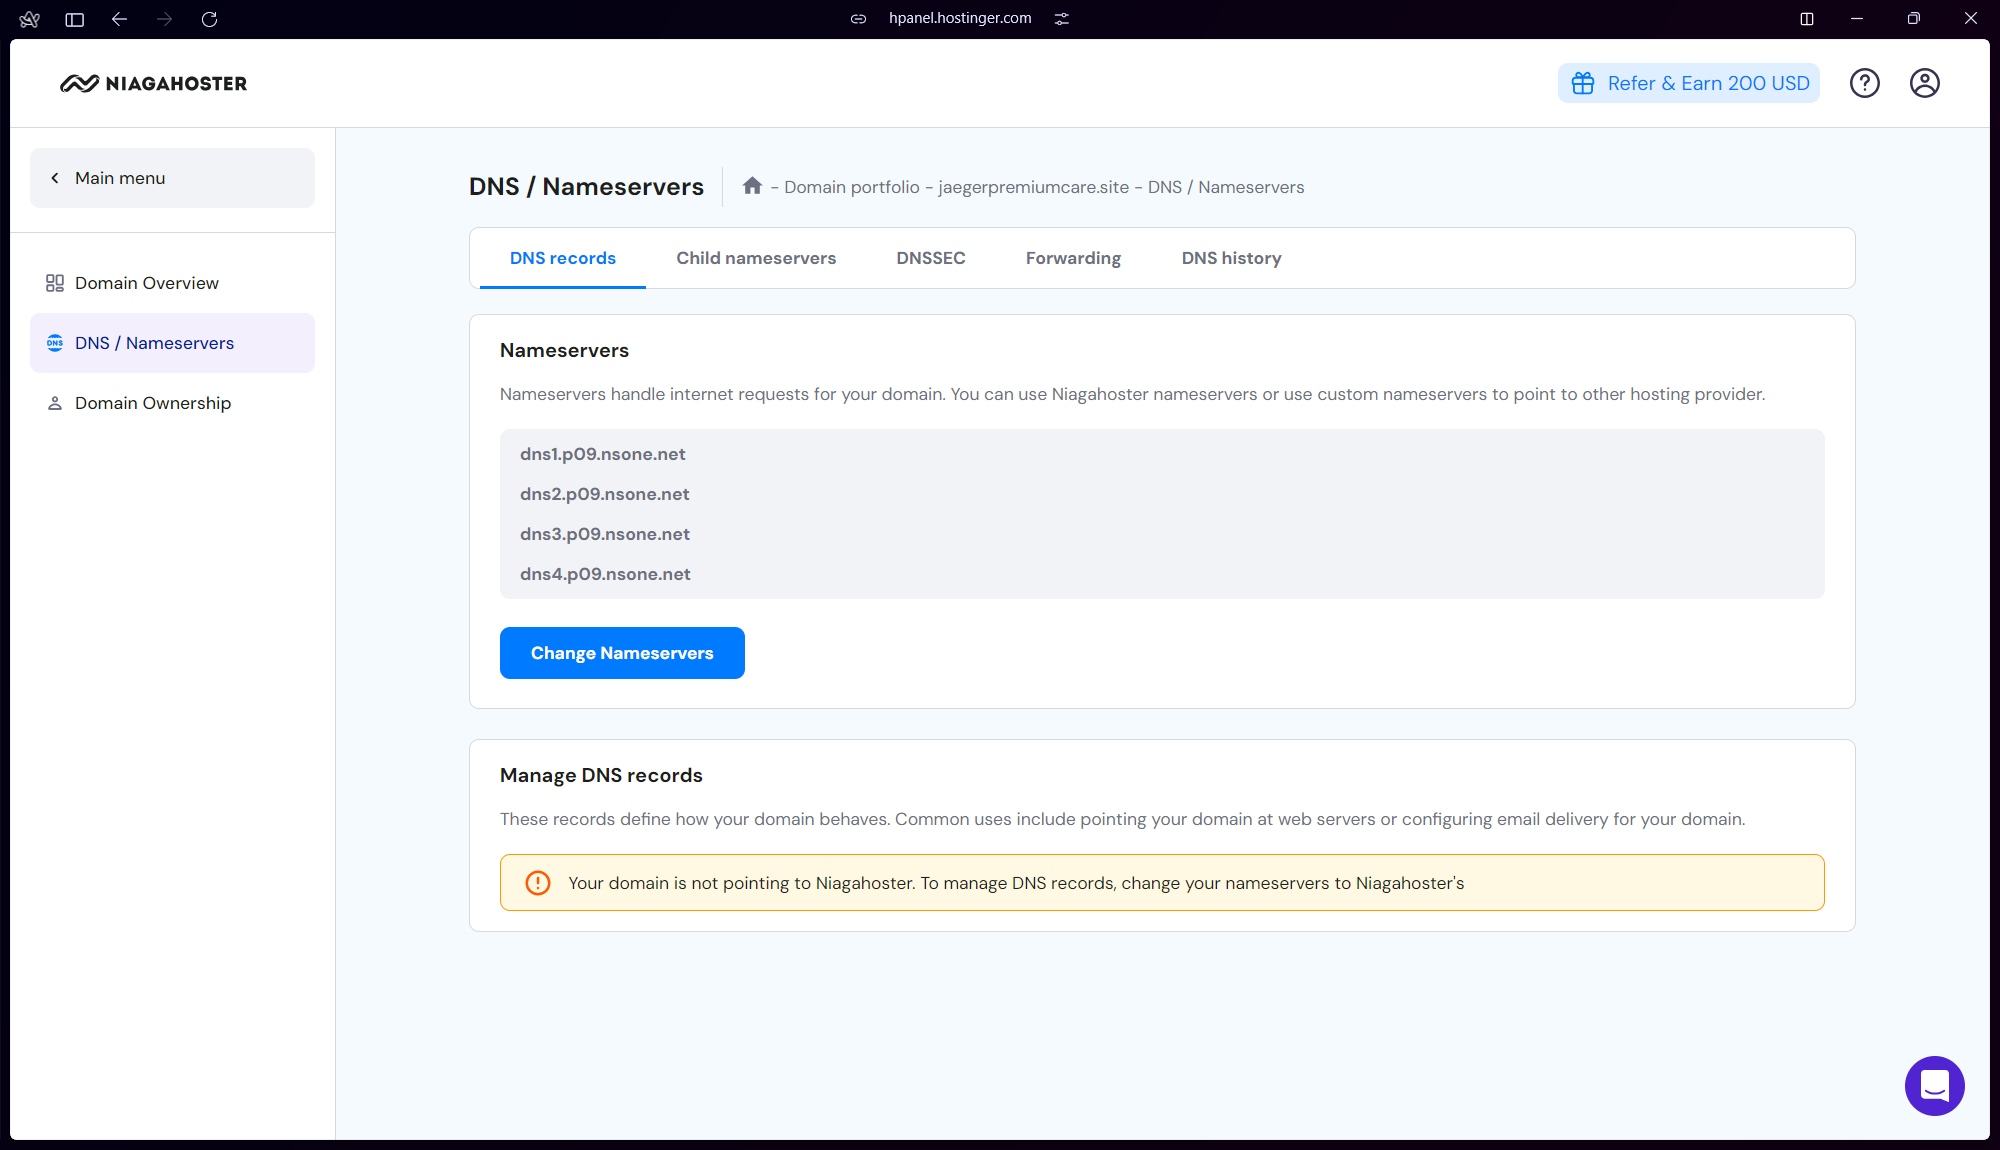 hpanel.hostinger.com
NIAGAHOSTER
Refer & Earn 200 USD
Main menu
Domain Overview
DNS
DNS / Nameservers
Domain Ownership
DNS / Nameservers
- Domain portfolio - jaegerpremiumcare.site - DNS / Nameservers
DNS records
Child nameservers
DNSSEC
Forwarding
DNS history
Nameservers
Nameservers handle internet requests for your domain. You can use Niagahoster nameservers or use custom nameservers to point to other hosting provider.
dns1.p09.nsone.net
dns2.p09.nsone.net
dns3.p09.nsone.net
dns4.p09.nsone.net
Change Nameservers
Manage DNS records
These records define how your domain behaves. Common uses include pointing your domain at web servers or configuring email delivery for your domain.
Your domain is not pointing to Niagahoster. To manage DNS records, change your nameservers to Niagahoster's